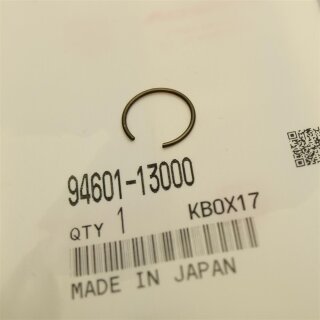 94601-13000
QTY 1 KBOX17
MADE IN JAPAN